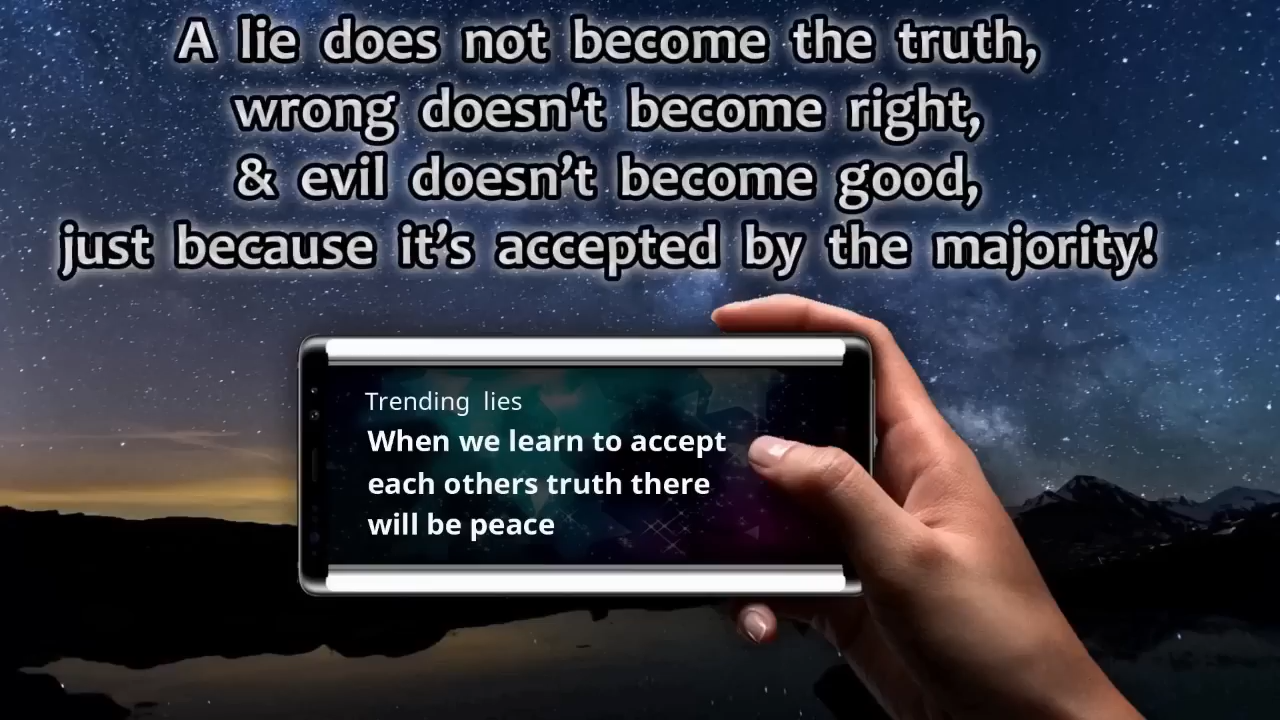 A lie does not become the truth,
wrong doesn't become right,
& evil doesn’t become good,
just because it’s accepted by the majority!
Trending lies
When we learn to accept
each others truth there
will be peace